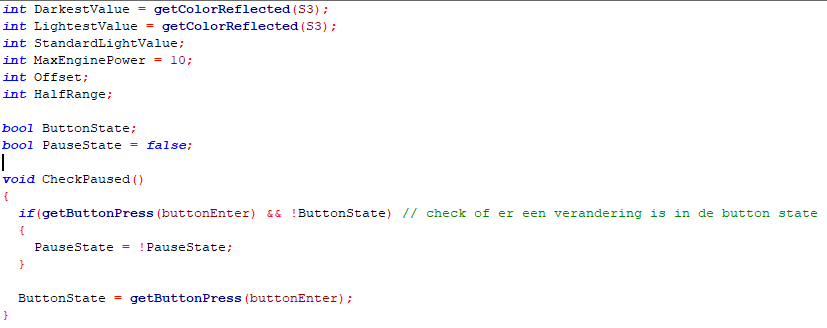 int DarkestValue = getColorReflected(S3);
int LightestValue = getColorReflected(S3);
int StandardLightValue;
int MaxEnginePower = 10;
int Offset;
int HalfRange;
bool ButtonState;
bool PauseState = false;
void CheckPaused()
{
if(getButtonPress(buttonEnter) && !ButtonState) // check of er een verandering is in de button state
{
PauseState = !PauseState;
}
ButtonState = getButtonPress(buttonEnter);
}